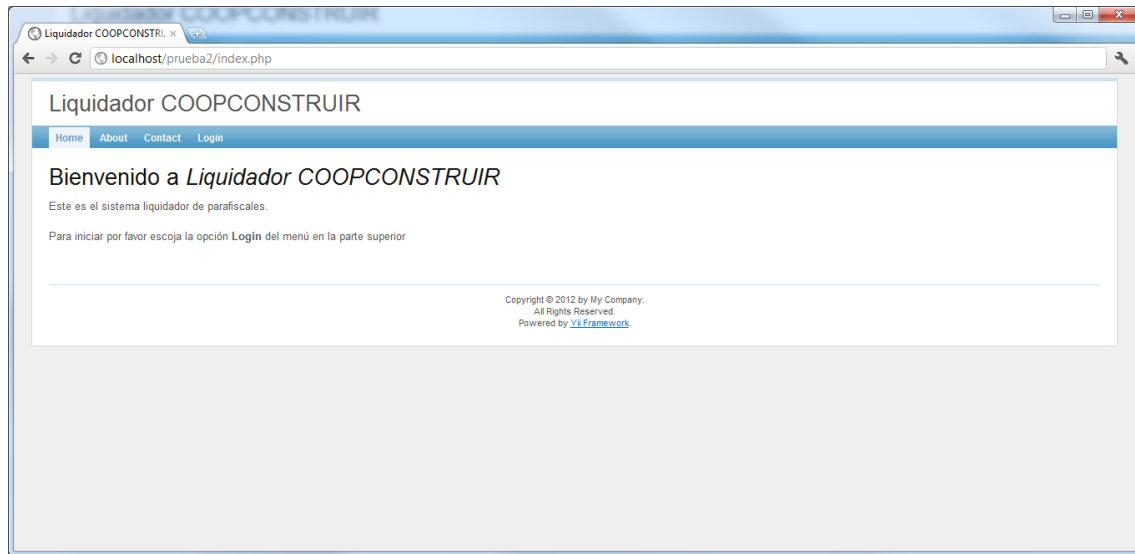 Liquidador COOPCONSTRUIR
Liquidador COOPCONSTRU
localhost/prueba2/index.php
Liquidador COOPCONSTRUIR
Home About Contact Login
Bienvenido a Liquidador COOPCONSTRUIR
Este es el sistema liquidador de parafiscales.
Para iniciar por favor escoja la opción Login del menú en la parte superior
Copyright © 2012 by My Company.
All Rights Reserved.
Powered by Yii Framework.